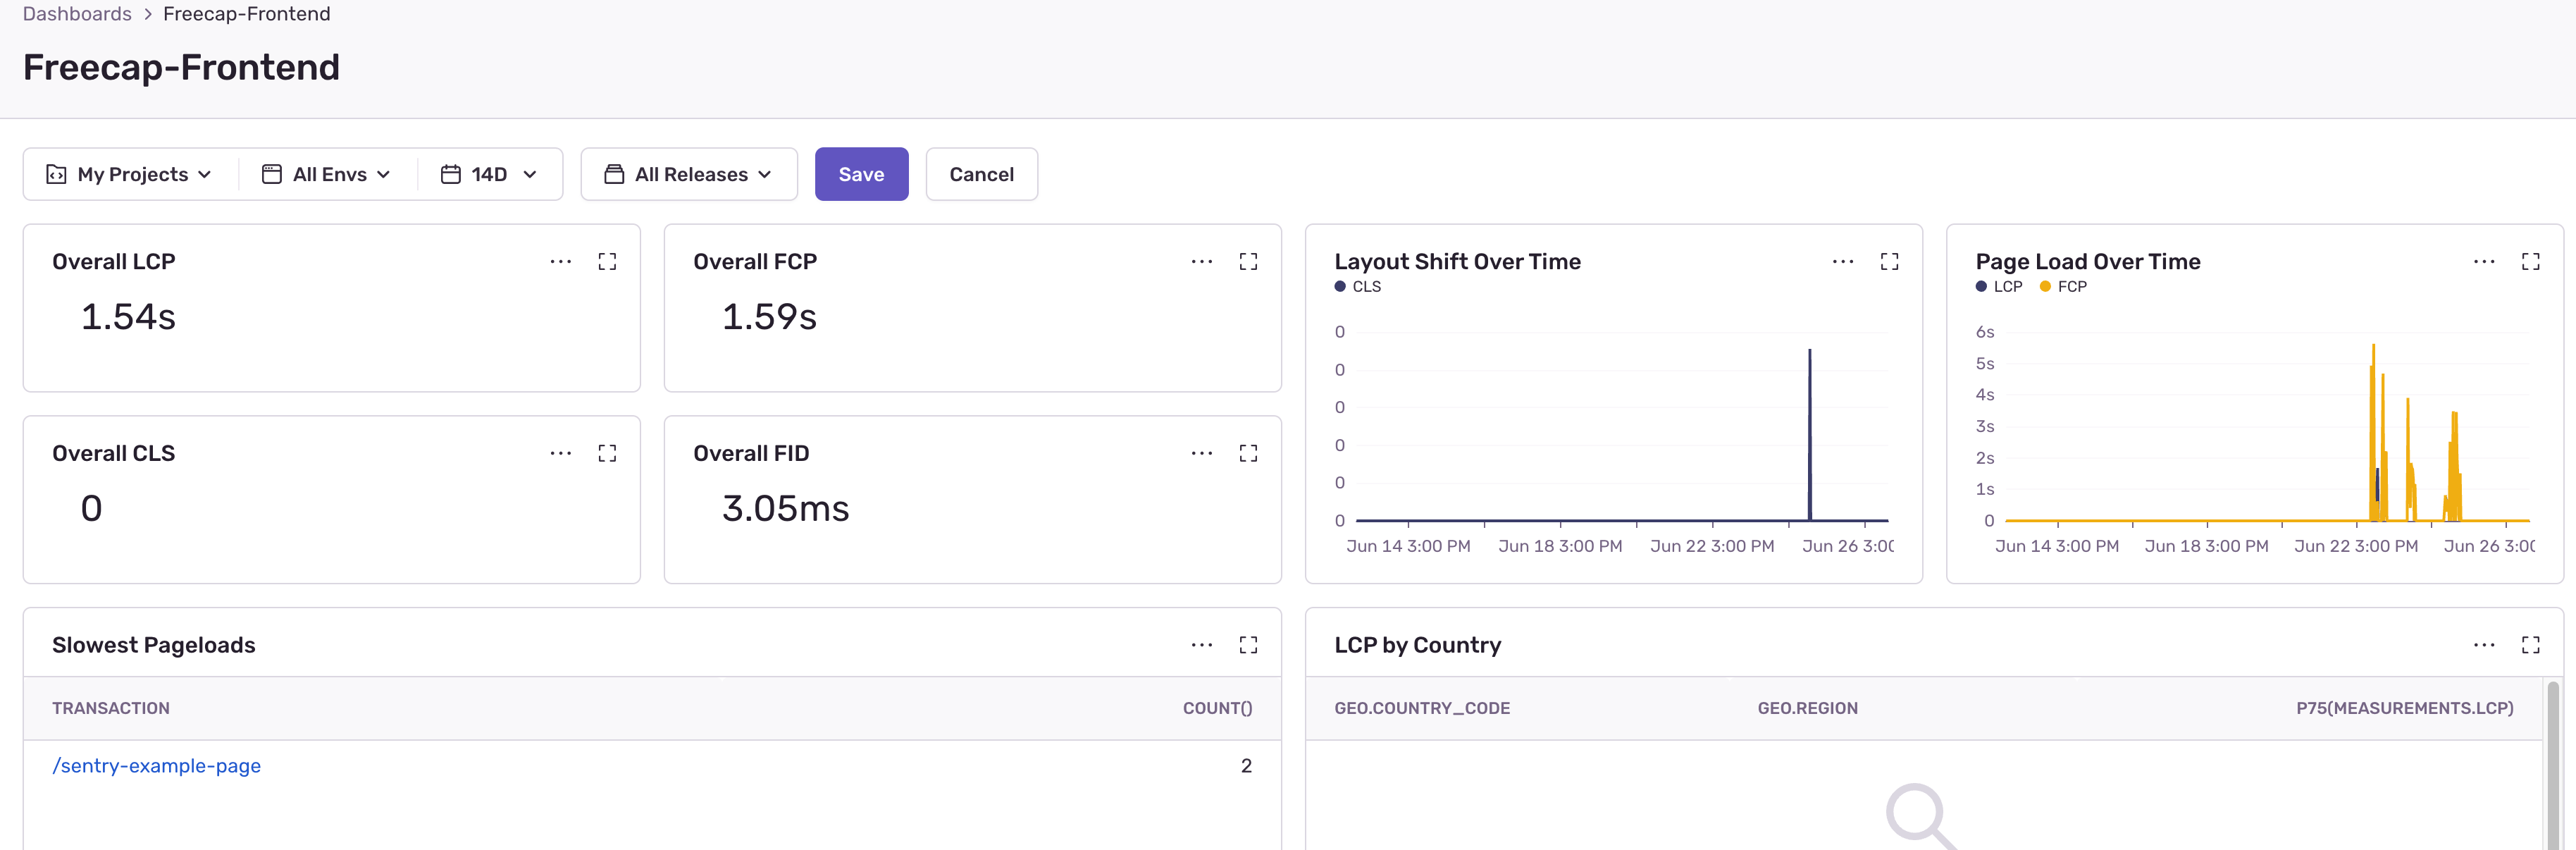 Dashboards > Freecap-Frontend
Freecap-Frontend
My Projects
All Envs
14D
All Releases
Save
Cancel
Overall LCP
1.54s
Overall FCP
1.59s
Layout Shift Over Time
CLS
0
0
0
0
0
0
Jun 14 3:00 PM
Jun 18 3:00 PM
Jun 22 3:00 PM
Jun 26 3:0
Page Load Over Time
LCP
FCP
6s
5s
4s
3s
2s
1s
0
Jun 14 3:00 PM
Jun 18 3:00 PM
Jun 22 3:00 PM
Jun 26 3:0
Overall CLS
0
Overall FID
3.05ms
Slowest Pageloads
TRANSACTION
COUNT()
/sentry-example-page
2
LCP by Country
GEO.COUNTRY_CODE
GEO.REGION
P75(MEASUREMENTS.LCP)